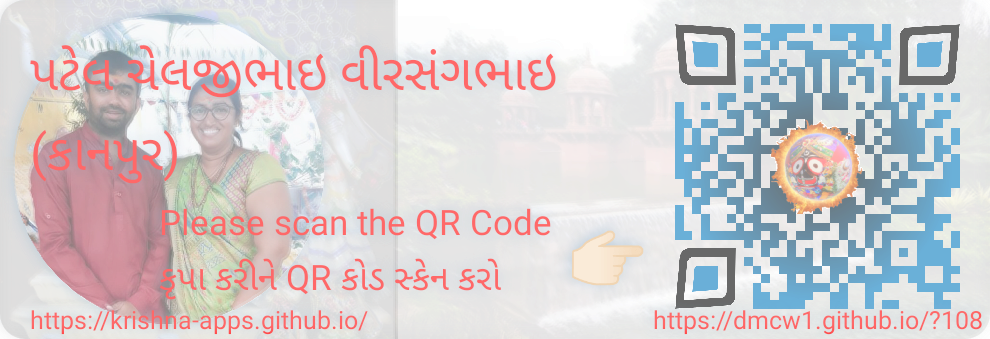 પટેલ ચેલજીભાઇ વીરસંગભાઇ
(કાનપુર)
Please scan the QR Code
કૃપા કરીને QR કોડ સ્કેન કરો
https://krishna-apps.github.io/
https://dmcw1.github.io/?108